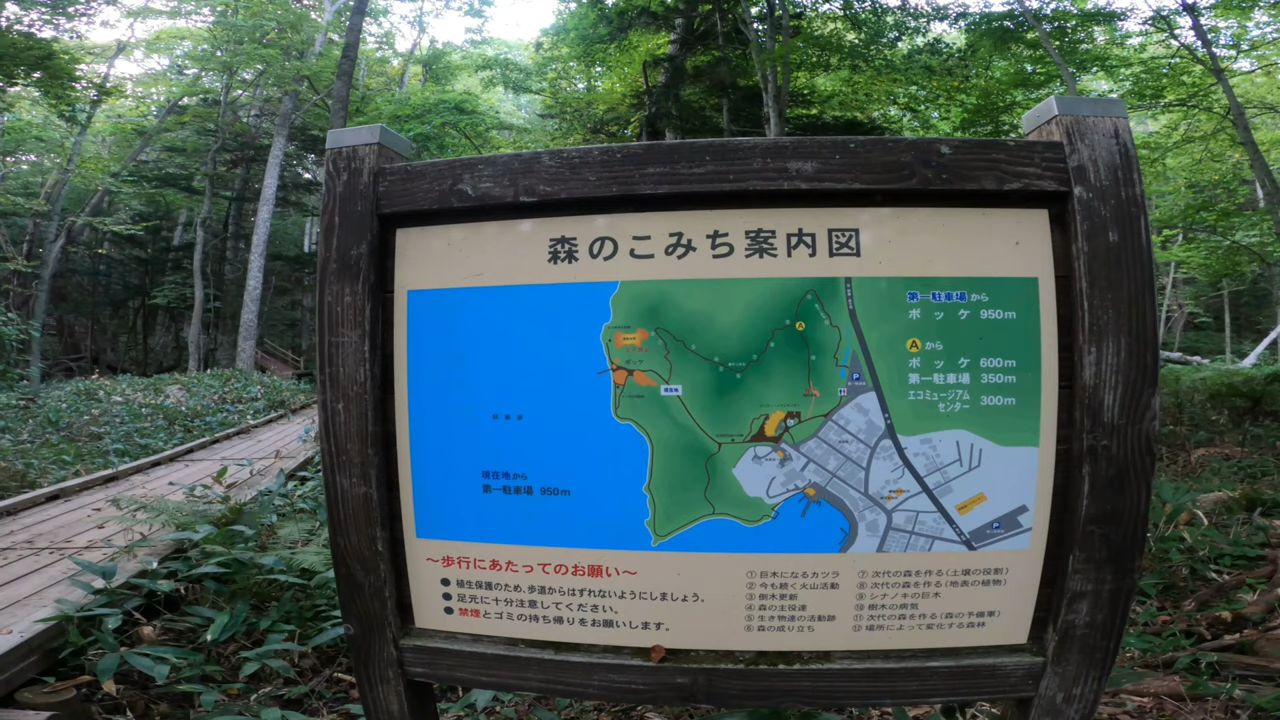 森のこみち案内図
第一駐車場から
ボッケ 950m
Aから
ボッケ 600m
第一駐車場 350m
エコミュージアム
センター 300m
A
P
現在地
ボッケ
阿寒湖
現在地から
第一駐車場 950m
P
～歩行にあたってのお願い～
●植生保護のため、歩道からはずれないようにしましょう。
●足元に十分注意してください。
●禁煙とゴミの持ち帰りをお願いします。
①巨木になるカツラ
②今も続く火山活動
③倒木更新
④森の主役達
⑤生き物達の活動跡
⑥森の成り立ち
⑦次代の森を作る(土壌の役割)
⑧次代の森を作る(地表の植物)
⑨シナノキの巨木
⑩樹木の病気
⑪次代の森を作る(森の予備軍)
⑫場所によって変化する森林